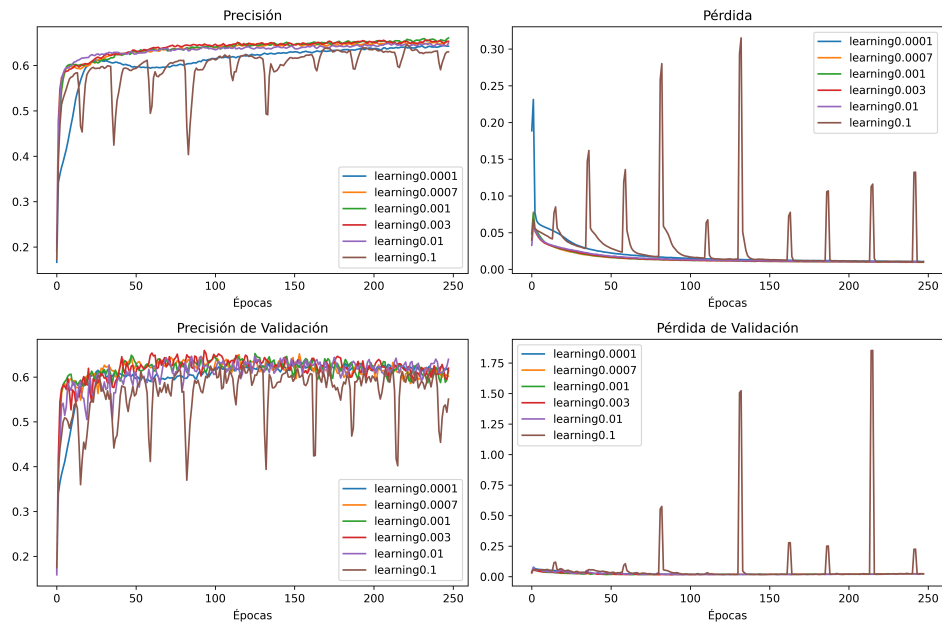 Precisión
0.6
0.5
0.4
0.3
0.2
0
50
100
150
200
250
Épocas
learning0.0001
learning0.0007
learning0.001
learning0.003
learning0.01
learning0.1
Pérdida
0.30
0.25
0.20
0.15
0.10
0.05
0.00
0
50
100
150
200
250
Épocas
learning0.0001
learning0.0007
learning0.001
learning0.003
learning0.01
learning0.1
Precisión de Validación
0.6
0.5
0.4
0.3
0.2
0
50
100
150
200
250
Épocas
learning0.0001
learning0.0007
learning0.001
learning0.003
learning0.01
learning0.1
Pérdida de Validación
1.75
1.50
1.25
1.00
0.75
0.50
0.25
0.00
0
50
100
150
200
250
Épocas
learning0.0001
learning0.0007
learning0.001
learning0.003
learning0.01
learning0.1